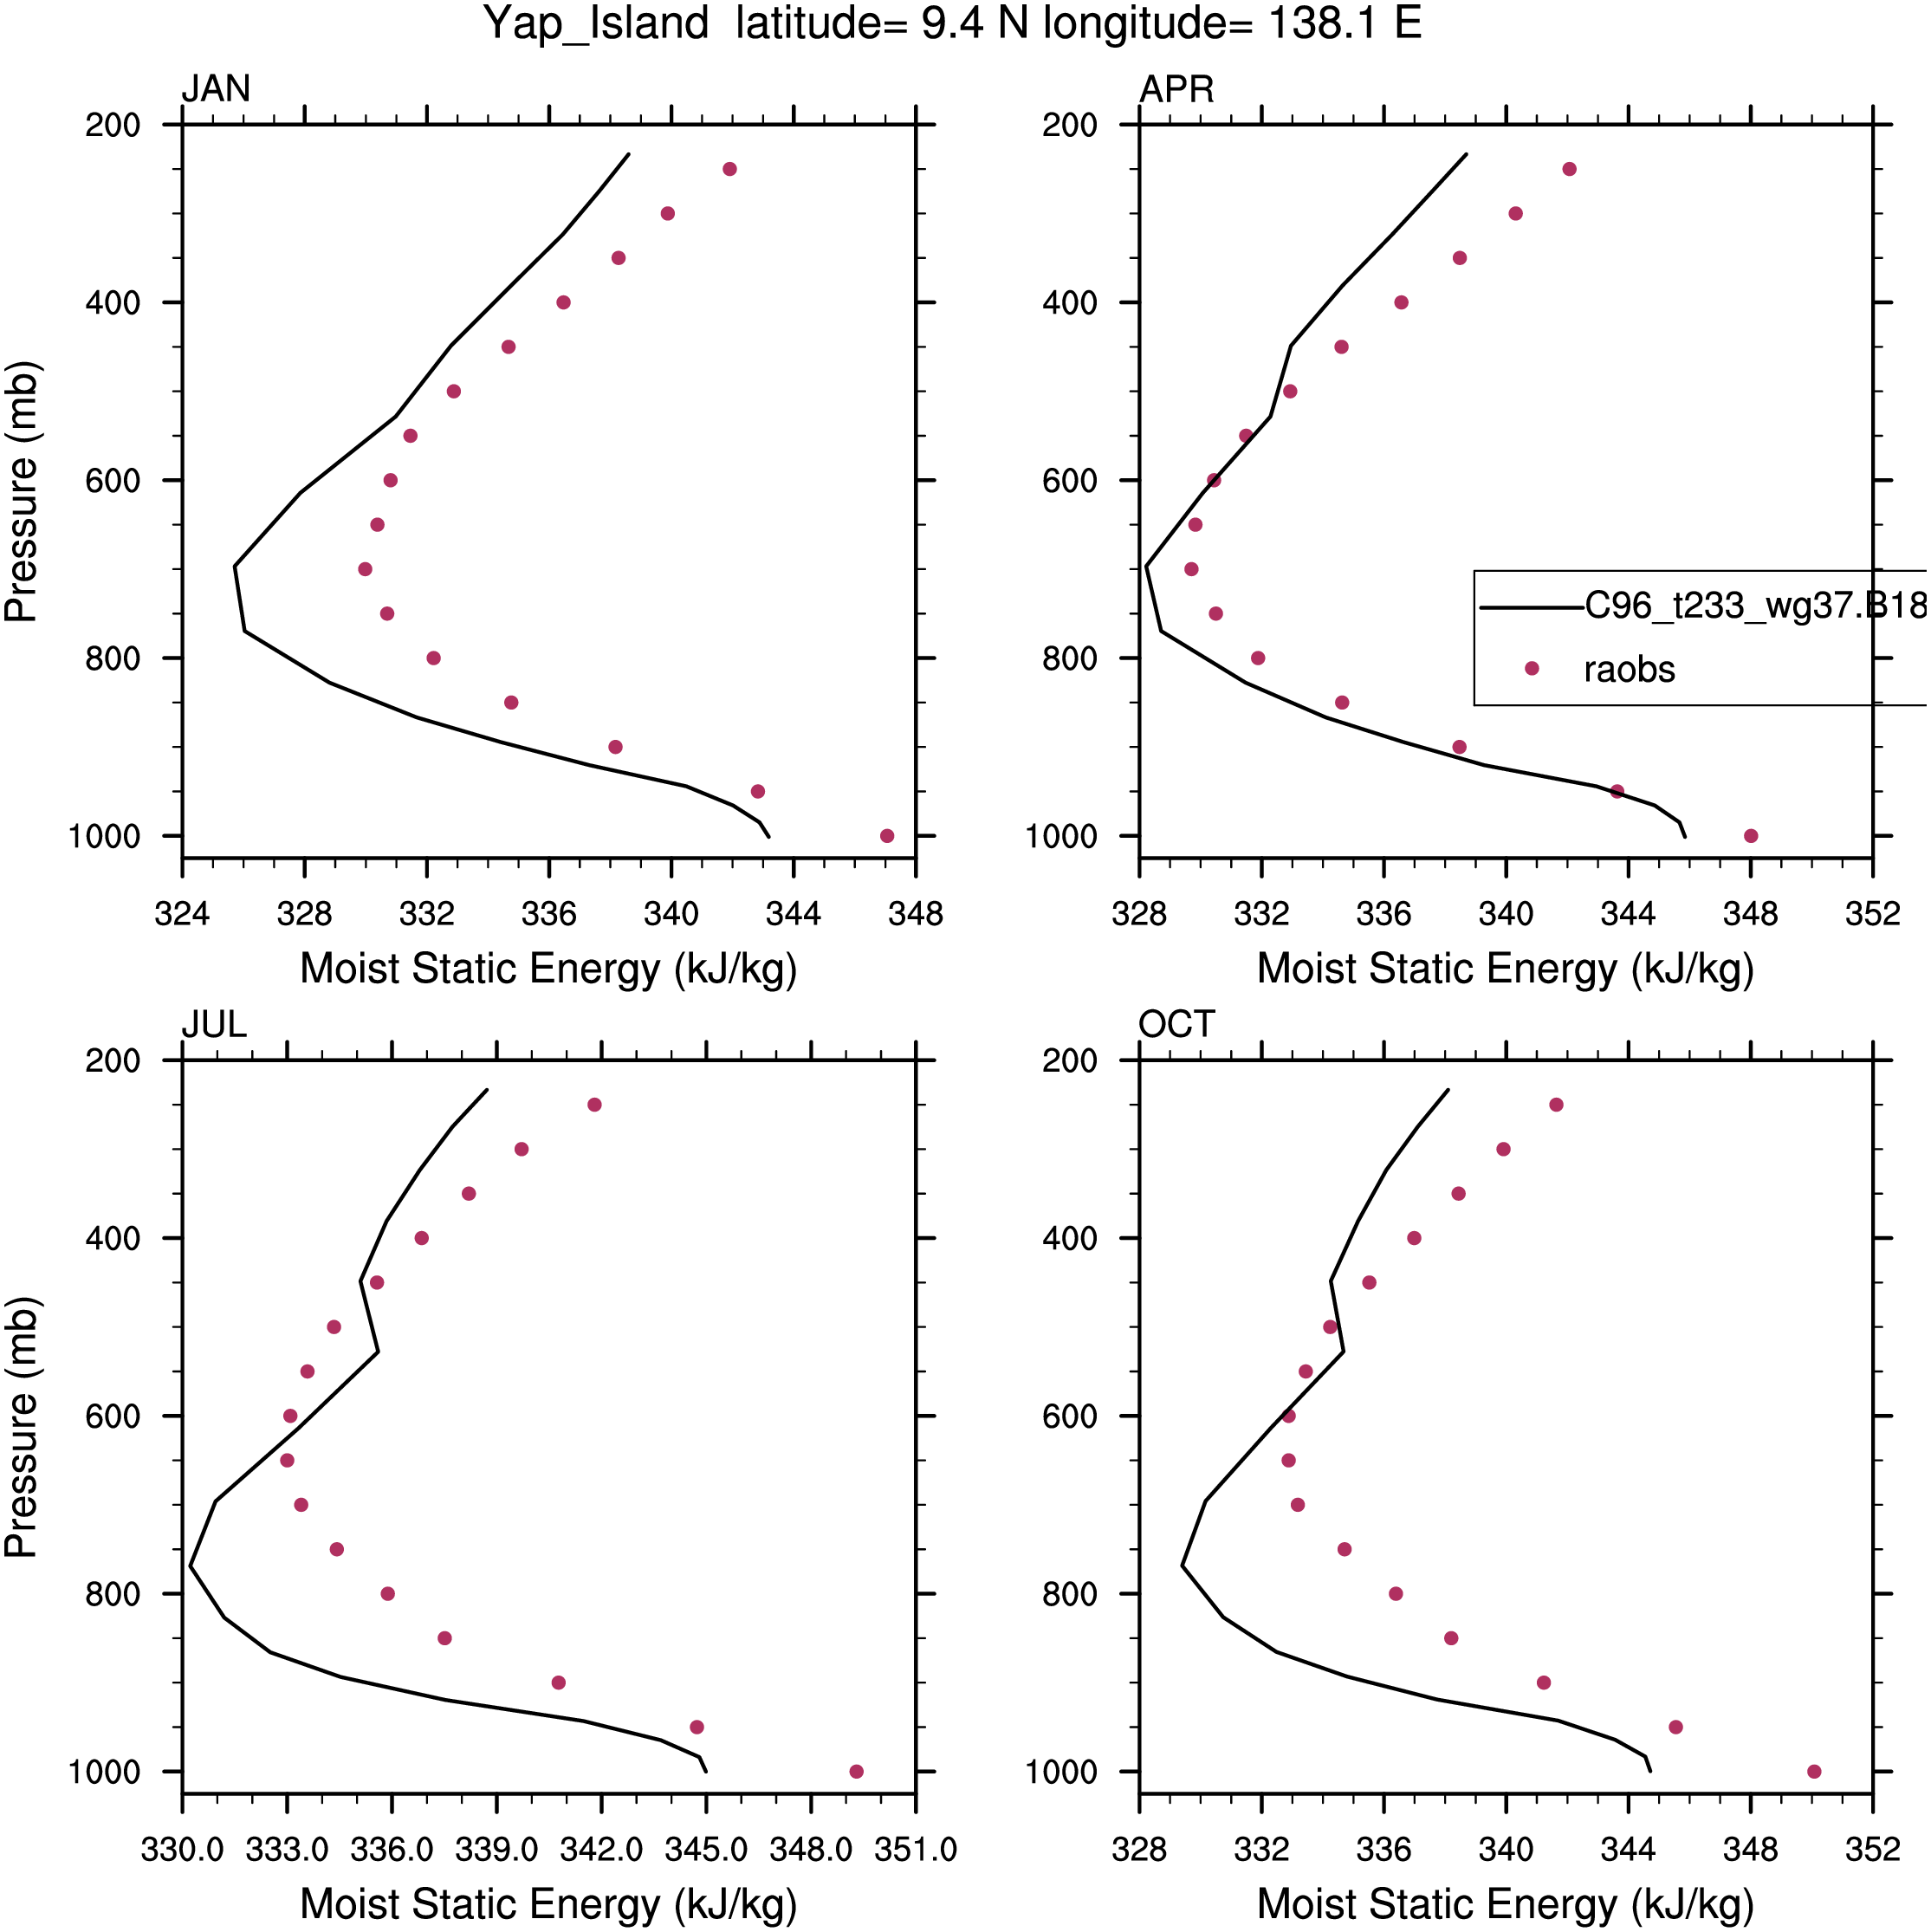 Yap_Island latitude= 9.4 N longitude= 138.1 E
JAN
200
400
600
800
1000
Pressure (mb)
324 328 332 336 340 344 348
Moist Static Energy (kJ/kg)
APR
200
400
600
800
1000
C96_t233_wg37.B18
raobs
328 332 336 340 344 348 352
Moist Static Energy (kJ/kg)
JUL
200
400
600
800
1000
Pressure (mb)
330.0 333.0 336.0 339.0 342.0 345.0 348.0 351.0
Moist Static Energy (kJ/kg)
OCT
200
400
600
800
1000
328 332 336 340 344 348 352
Moist Static Energy (kJ/kg)